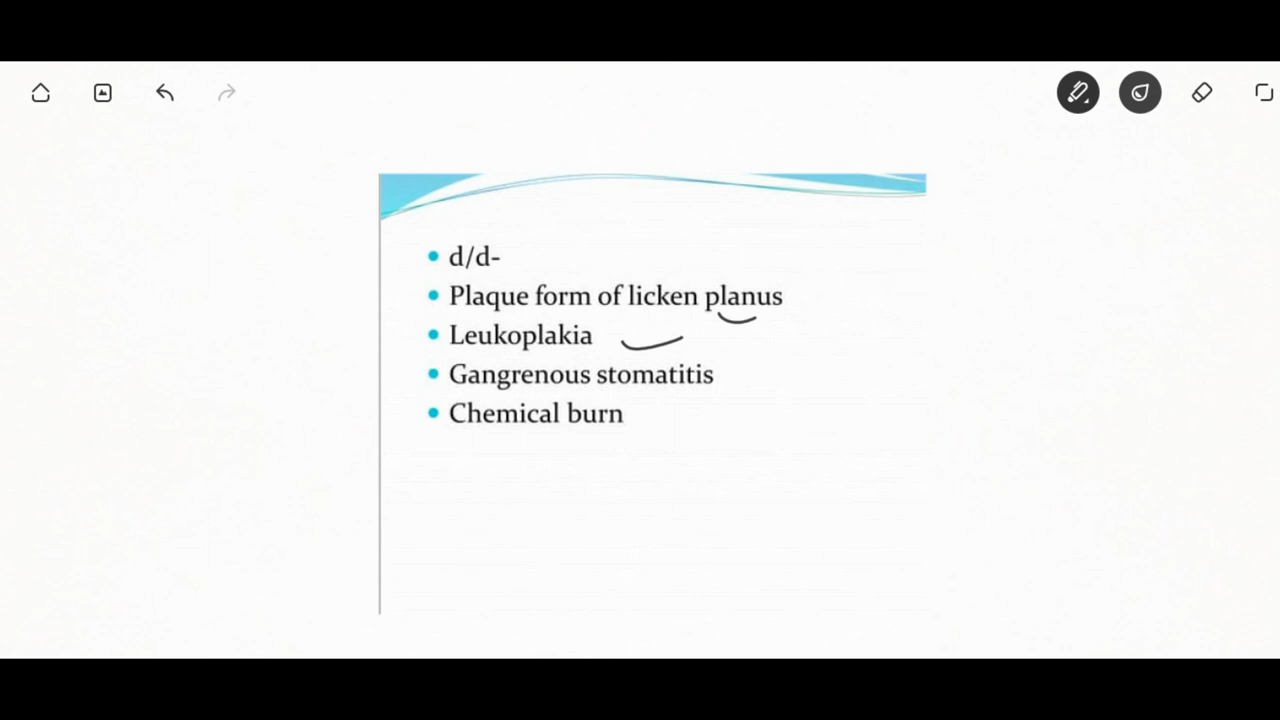 d/d-
Plaque form of licken planus
Leukoplakia
Gangrenous stomatitis
Chemical burn